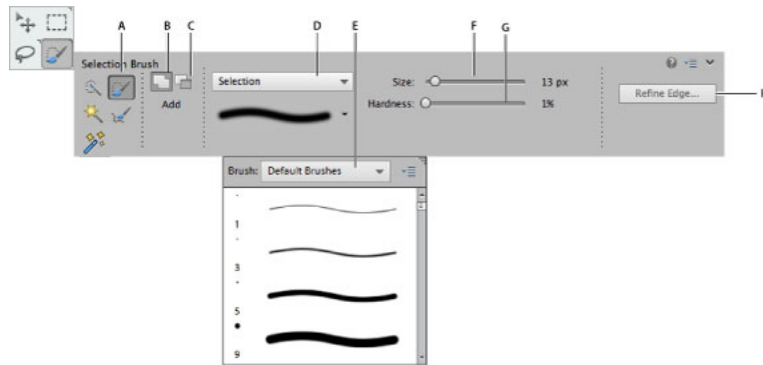 A B C D E F G
Selection Brush
Selection
Size: 13 px
Refine Edge...
Add
Hardness: 1%
Brush: Default Brushes
1
3
5
9